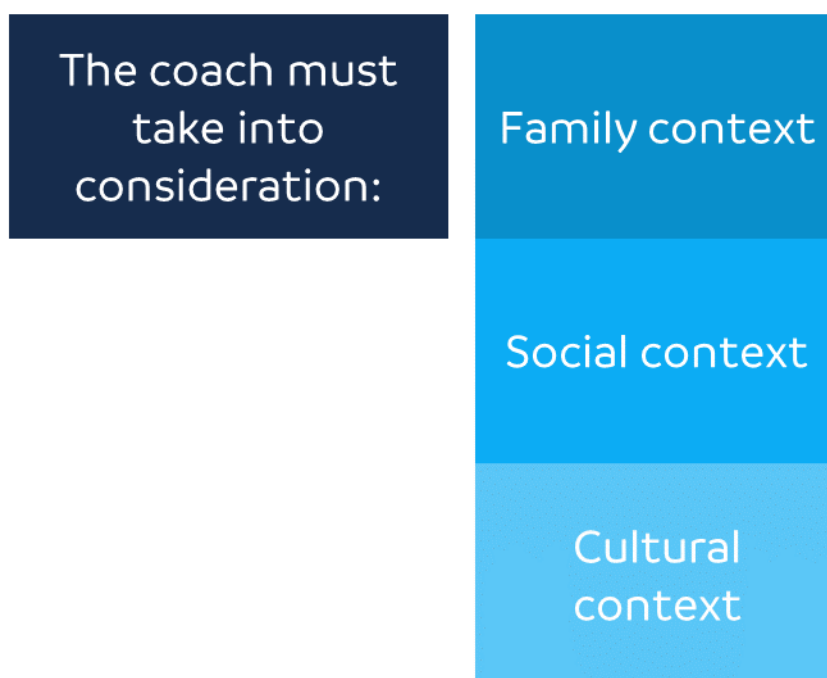 The coach must
take into
consideration:
Family context
Social context
Cultural
context